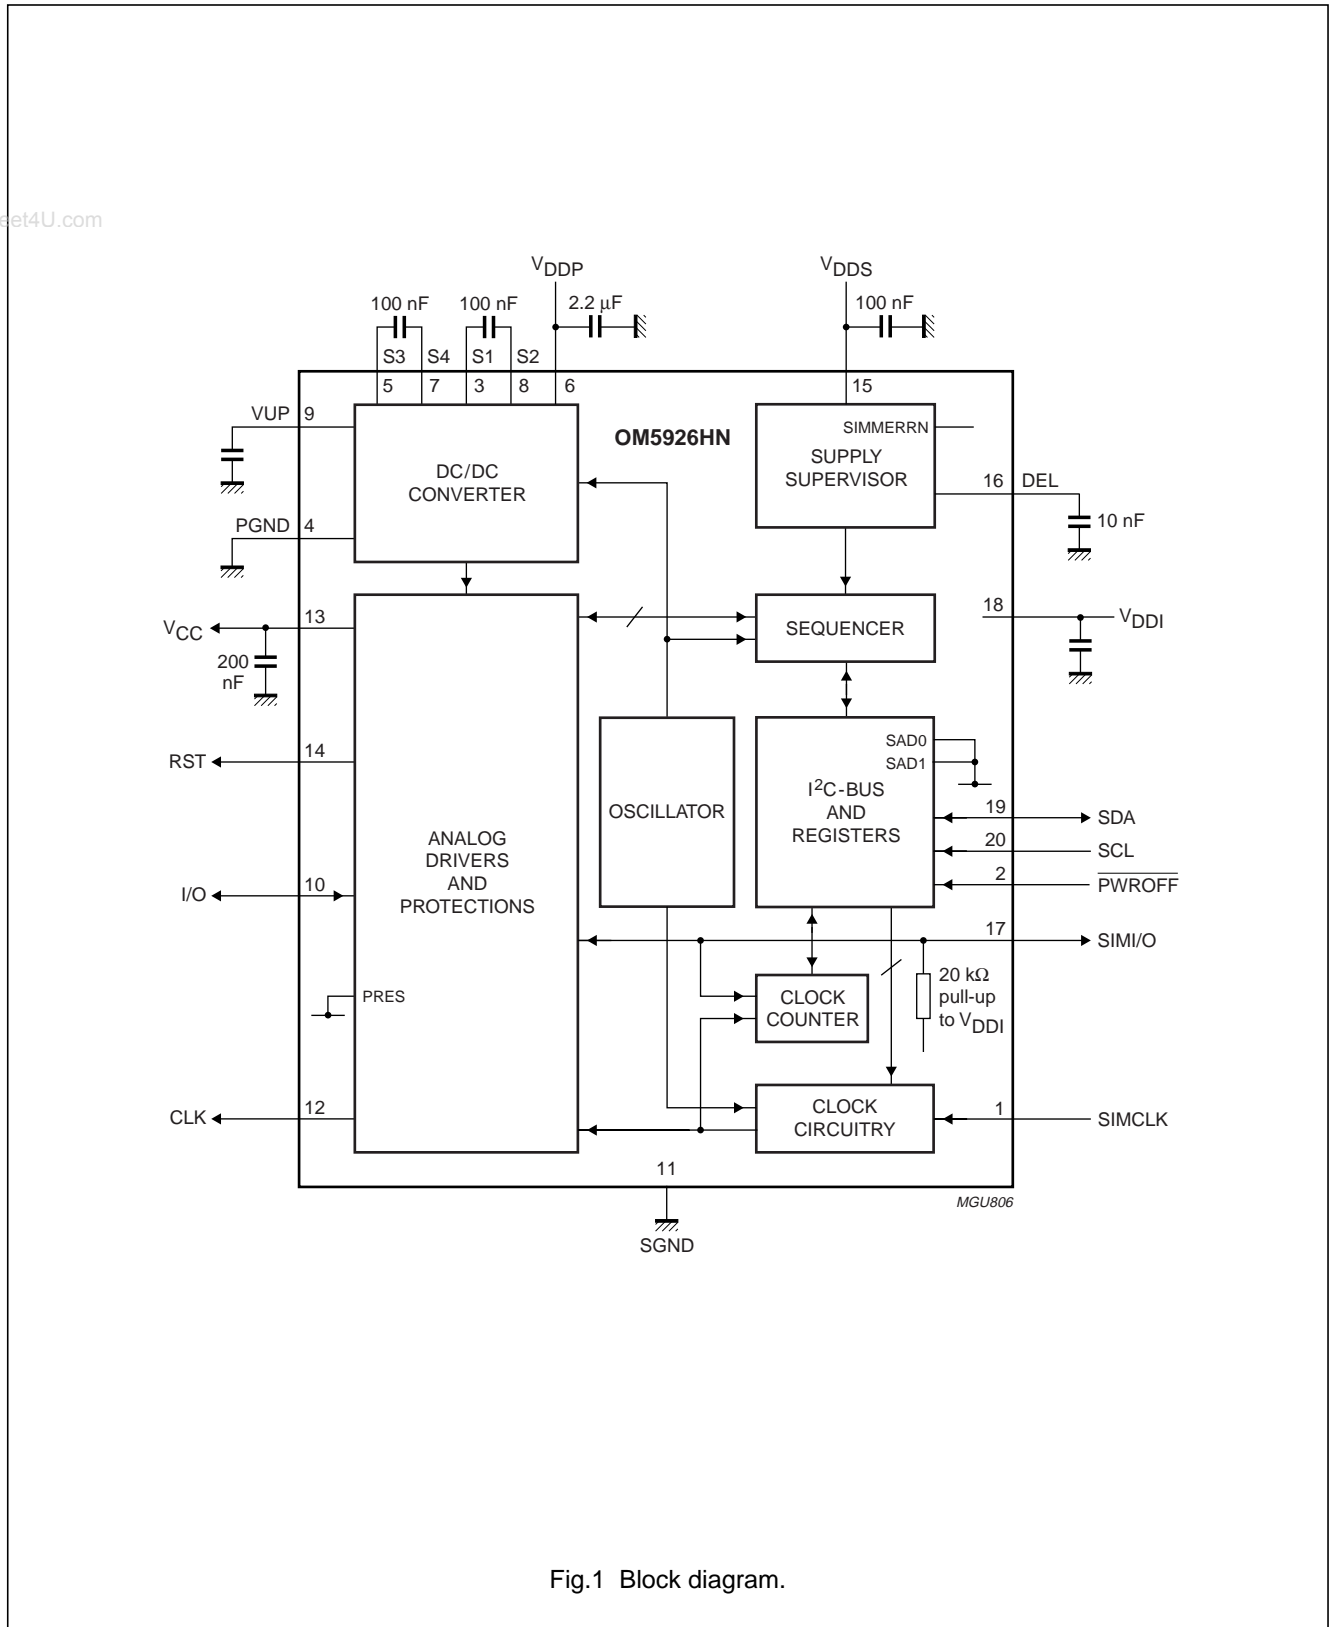 eet4U.com
VDDP
VDDS
100 nF
100 nF
2.2 µF
100 nF
S3 S4 S1 S2
5 7 3 8 6
15
VUP 9
OM5926HN
SIMMERRN
DC/DC
CONVERTER
SUPPLY
SUPERVISOR
16 DEL
10 nF
PGND 4
VCC
13
200
nF
SEQUENCER
18
VDDI
RST
14
OSCILLATOR
SAD0
SAD1
I2C-BUS
AND
REGISTERS
19 SDA
20 SCL
2 PWROFF
ANALOG
DRIVERS
AND
PROTECTIONS
I/O
10
17 SIMI/O
20 kΩ
pull-up
to VDDI
PRES
CLOCK
COUNTER
CLK
12
CLOCK
CIRCUITRY
1 SIMCLK
11
SGND
MGU806
Fig.1 Block diagram.